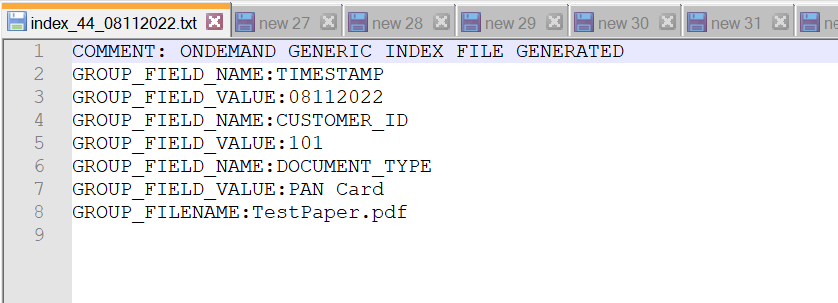 index_44_08112022.txt new 27 new 28 new 29 new 30 new 31 ne
1 COMMENT: ONDEMAND GENERIC INDEX FILE GENERATED
2 GROUP_FIELD_NAME:TIMESTAMP
3 GROUP_FIELD_VALUE:08112022
4 GROUP_FIELD_NAME:CUSTOMER_ID
5 GROUP_FIELD_VALUE:101
6 GROUP_FIELD_NAME:DOCUMENT_TYPE
7 GROUP_FIELD_VALUE:PAN Card
8 GROUP_FILENAME:TestPaper.pdf
9